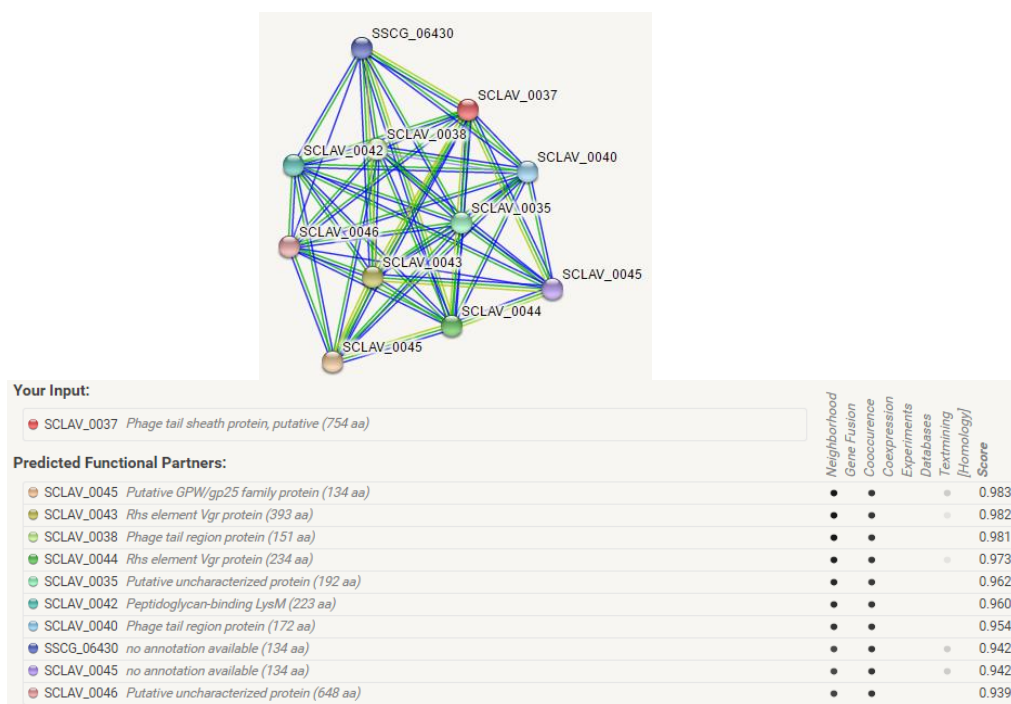 SSCG_06430
SCLAV_0037
SCLAV_0038
SCLAV_0042
SCLAV_0040
SCLAV_0035
SCLAV_0046
SCLAV_0043
SCLAV_0045
SCLAV_0044
SCLAV_0045
Your Input:
Neighborhood
Gene Fusion
Cooccurence
Coexpression
Experiments
Databases
Textmining
[Homology]
Score
SCLAV_0037 Phage tail sheath protein, putative (754 aa)
Predicted Functional Partners:
SCLAV_0045 Putative GPW/gp25 family protein (134 aa) 0.983
SCLAV_0043 Rhs element Vgr protein (393 aa) 0.982
SCLAV_0038 Phage tail region protein (151 aa) 0.981
SCLAV_0044 Rhs element Vgr protein (234 aa) 0.973
SCLAV_0035 Putative uncharacterized protein (192 aa) 0.962
SCLAV_0042 Peptidoglycan-binding LysM (223 aa) 0.960
SCLAV_0040 Phage tail region protein (172 aa) 0.954
SSCG_06430 no annotation available (134 aa) 0.942
SCLAV_0045 no annotation available (134 aa) 0.942
SCLAV_0046 Putative uncharacterized protein (648 aa) 0.939